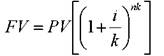 FV = PV[(1 + i/k)^nk]